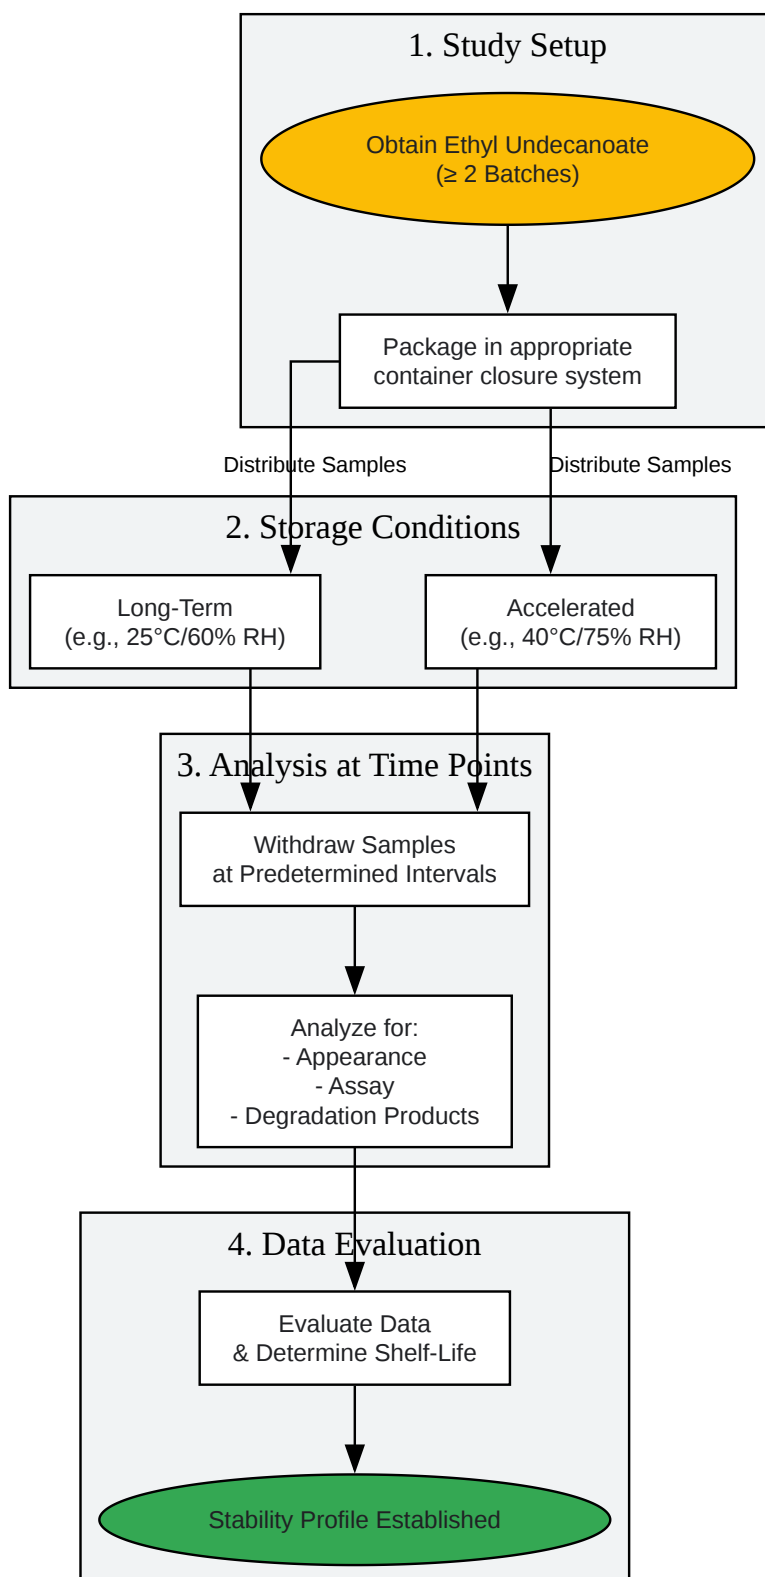 1. Study Setup
Obtain Ethyl Undecanoate
(≥ 2 Batches)
Package in appropriate
container closure system
Distribute Samples
Distribute Samples
2. Storage Conditions
Long-Term
(e.g., 25°C/60% RH)
Accelerated
(e.g., 40°C/75% RH)
3. Analysis at Time Points
Withdraw Samples
at Predetermined Intervals
Analyze for:
- Appearance
- Assay
- Degradation Products
4. Data Evaluation
Evaluate Data
& Determine Shelf-Life
Stability Profile Established